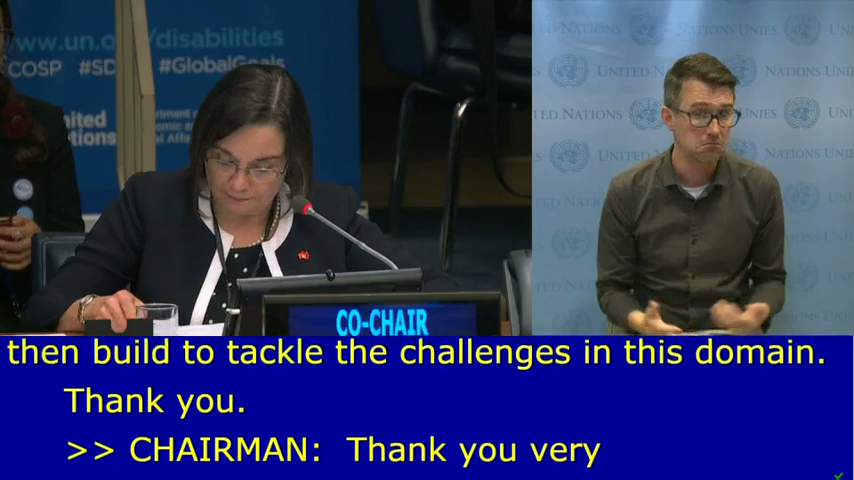 www.un.org/disabilities
COSP #SD #GlobalGoals
United
Nations
CO-CHAIR
UNITED NATIONS
NATIONS UNIES
then build to tackle the challenges in this domain.
Thank you.
>> CHAIRMAN: Thank you very